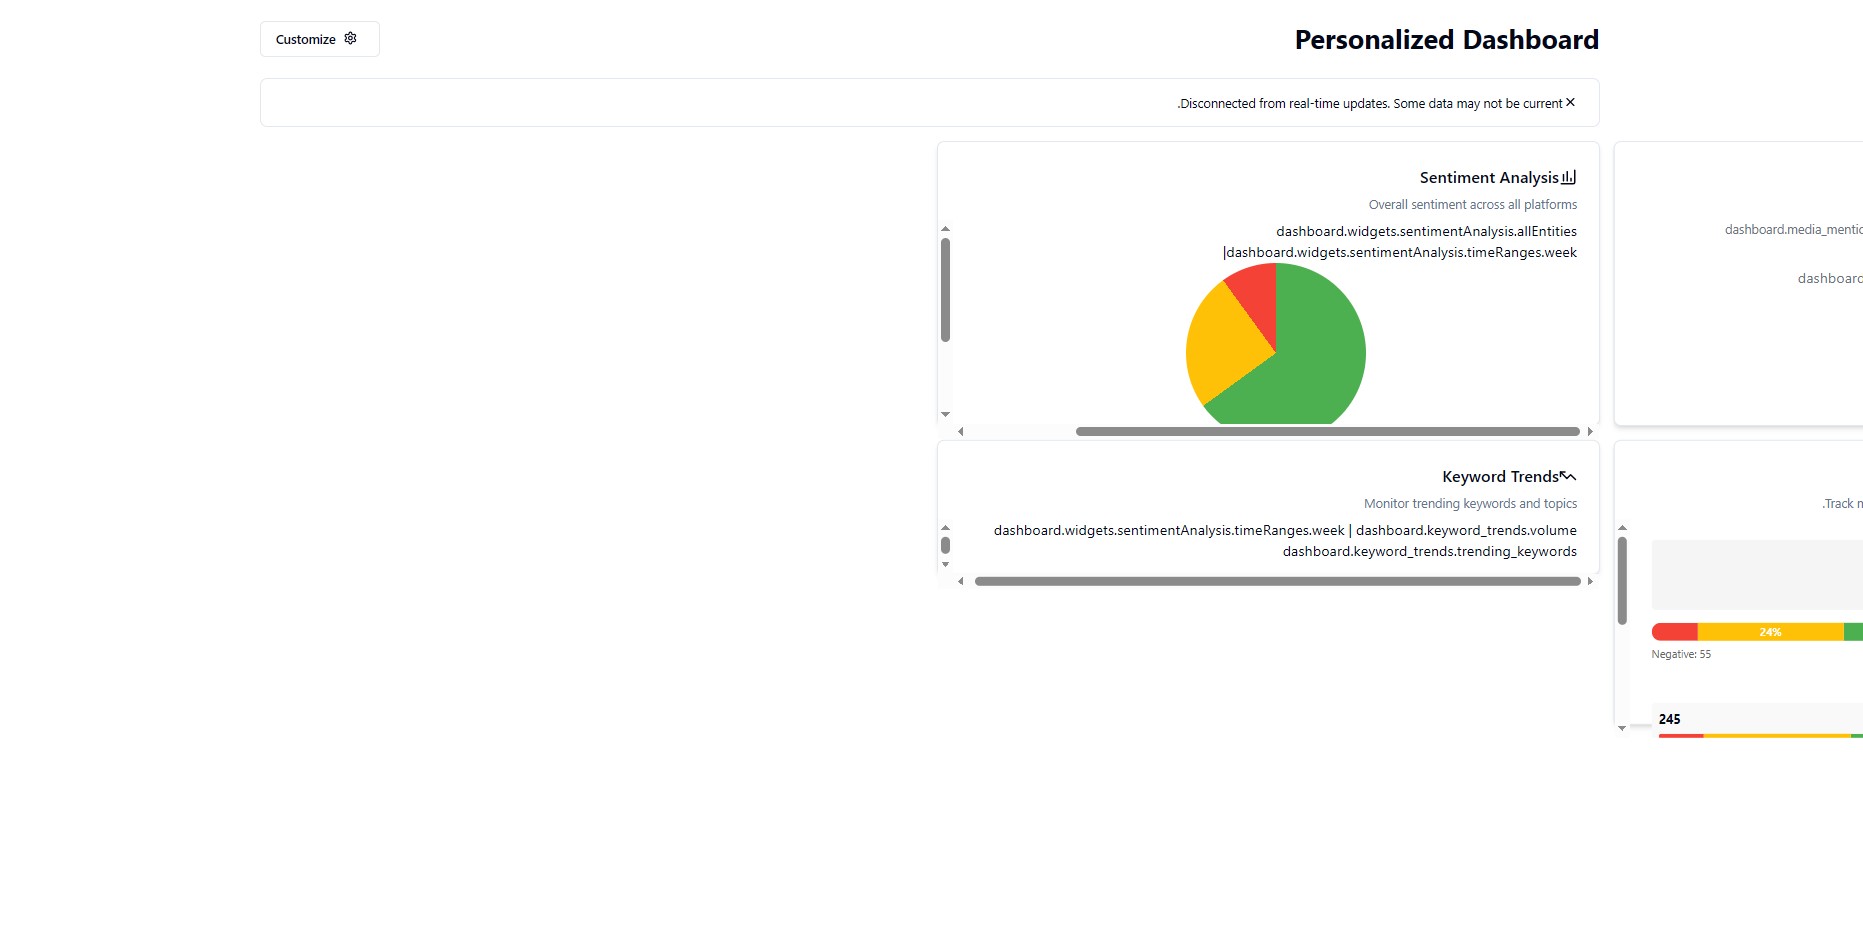 Personalized Dashboard
Customize
.Disconnected from real-time updates. Some data may not be current
Sentiment Analysis
Overall sentiment across all platforms
dashboard.widgets.sentimentAnalysis.allEntities
|dashboard.widgets.sentimentAnalysis.timeRanges.week
dashboard.media_mentic
dashboard
Keyword Trends
Monitor trending keywords and topics
dashboard.widgets.sentimentAnalysis.timeRanges.week | dashboard.keyword_trends.volume
dashboard.keyword_trends.trending_keywords
.Track
24%
Negative: 55
245